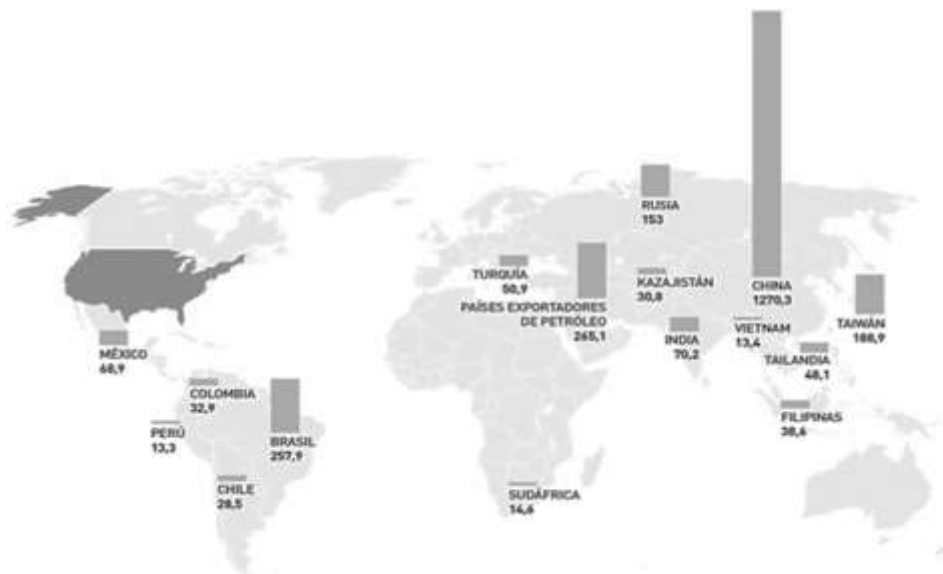 RUSIA
153
TURQUÍA
50,9
KAZAJISTÁN
30,8
CHINA
1270,3
PAÍSES EXPORTADORES
DE PETRÓLEO
265,1
VIETNAM
13,4
TAIWÁN
188,9
INDIA
70,2
TAILANDIA
48,1
MÉXICO
68,9
COLOMBIA
32,9
FILIPINAS
38,6
PERÚ
13,3
BRASIL
257,9
CHILE
28,5
SUDÁFRICA
14,6